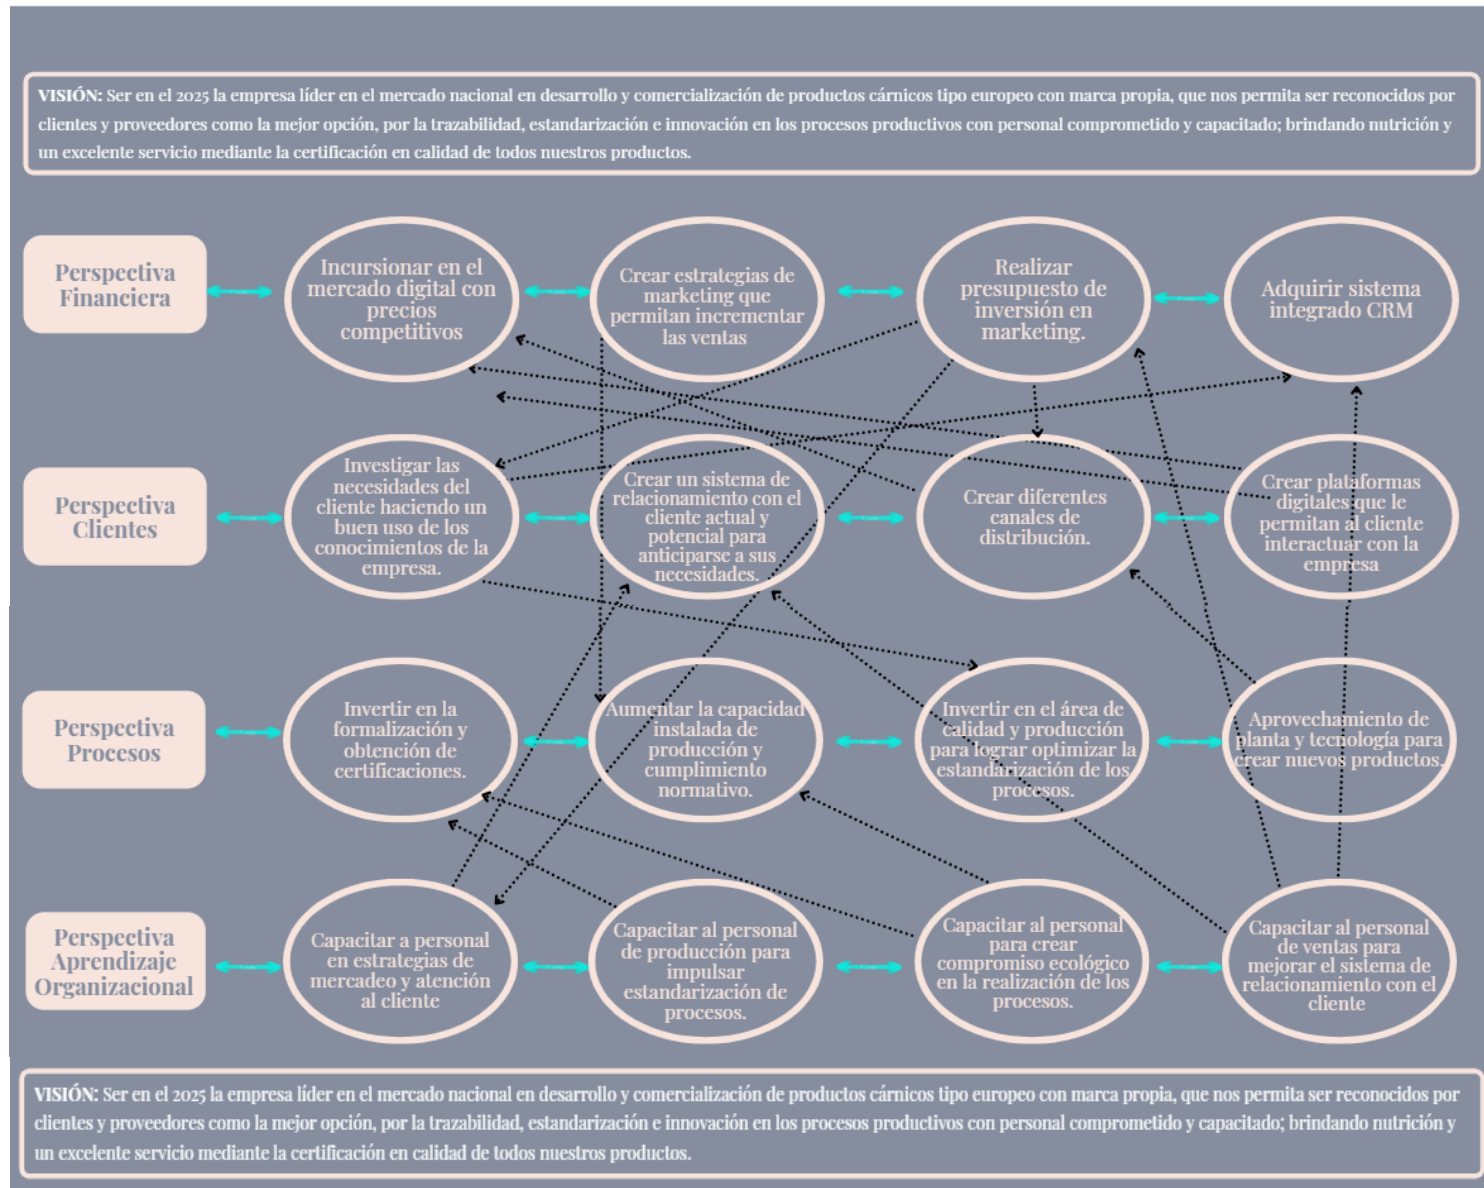 VISIÓN: Ser en el 2025 la empresa líder en el mercado nacional en desarrollo y comercialización de productos cárnicos tipo europeo con marca propia, que nos permita ser reconocidos por
clientes y proveedores como la mejor opción, por la trazabilidad, estandarización e innovación en los procesos productivos con personal comprometido y capacitado; brindando nutrición y
un excelente servicio mediante la certificación en calidad de todos nuestros productos.
Perspectiva
Financiera
Incursionar en el
mercado digital con
precios
competitivos
Crear estrategias de
marketing que
permitan incrementar
las ventas
Realizar
presupuesto de
inversión en
marketing.
Adquirir sistema
integrado CRM
Perspectiva
Clientes
Investigar las
necesidades del
cliente haciendo un
buen uso de los
conocimientos de la
empresa.
Crear un sistema de
relacionamiento con el
cliente actual y
potencial para
anticiparse a sus
necesidades.
Crear diferentes
canales de
distribución.
Crear plataformas
digitales que le
permitan al cliente
interactuar con la
empresa
Perspectiva
Procesos
Invertir en la
formalización y
obtención de
certificaciones.
Aumentar la capacidad
instalada de
producción y
cumplimiento
normativo.
Invertir en el área de
calidad y producción
para lograr optimizar la
estandarización de los
procesos.
Aprovechamiento de
planta y tecnología para
crear nuevos productos.
Perspectiva
Aprendizaje
Organizacional
Capacitar a personal
en estrategias de
mercadeo y atención
al cliente
Capacitar al personal
de producción para
impulsar
estandarización de
procesos.
Capacitar al personal
para crear
compromiso ecológico
en la realización de los
procesos.
Capacitar al personal
de ventas para
mejorar el sistema de
relacionamiento con el
cliente
VISIÓN: Ser en el 2025 la empresa líder en el mercado nacional en desarrollo y comercialización de productos cárnicos tipo europeo con marca propia, que nos permita ser reconocidos por
clientes y proveedores como la mejor opción, por la trazabilidad, estandarización e innovación en los procesos productivos con personal comprometido y capacitado; brindando nutrición y
un excelente servicio mediante la certificación en calidad de todos nuestros productos.